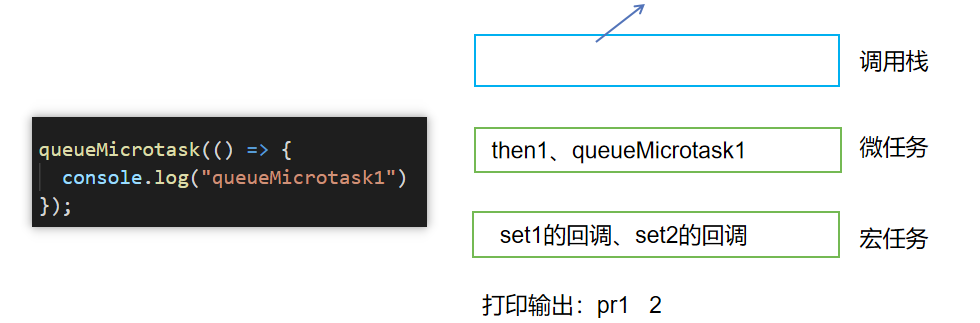 queueMicrotask(() => {
  console.log("queueMicrotask1")
});
调用栈
then1、queueMicrotask1
微任务
set1的回调、set2的回调
宏任务
打印输出：pr1 2